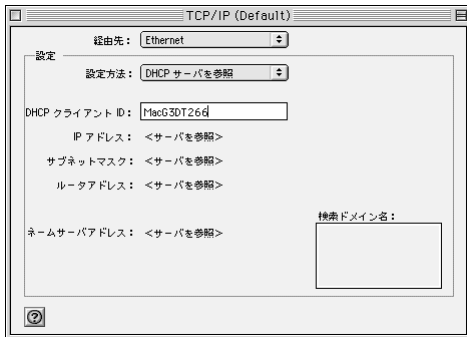 TCP/IP (Default)
経由先： Ethernet
設定
設定方法： DHCP サーバを参照
DHCP クライアント ID： MacG3DT266
IP アドレス： <サーバを参照>
サブネットマスク： <サーバを参照>
ルータアドレス： <サーバを参照>
検索ドメイン名：
ネームサーバアドレス： <サーバを参照>
?